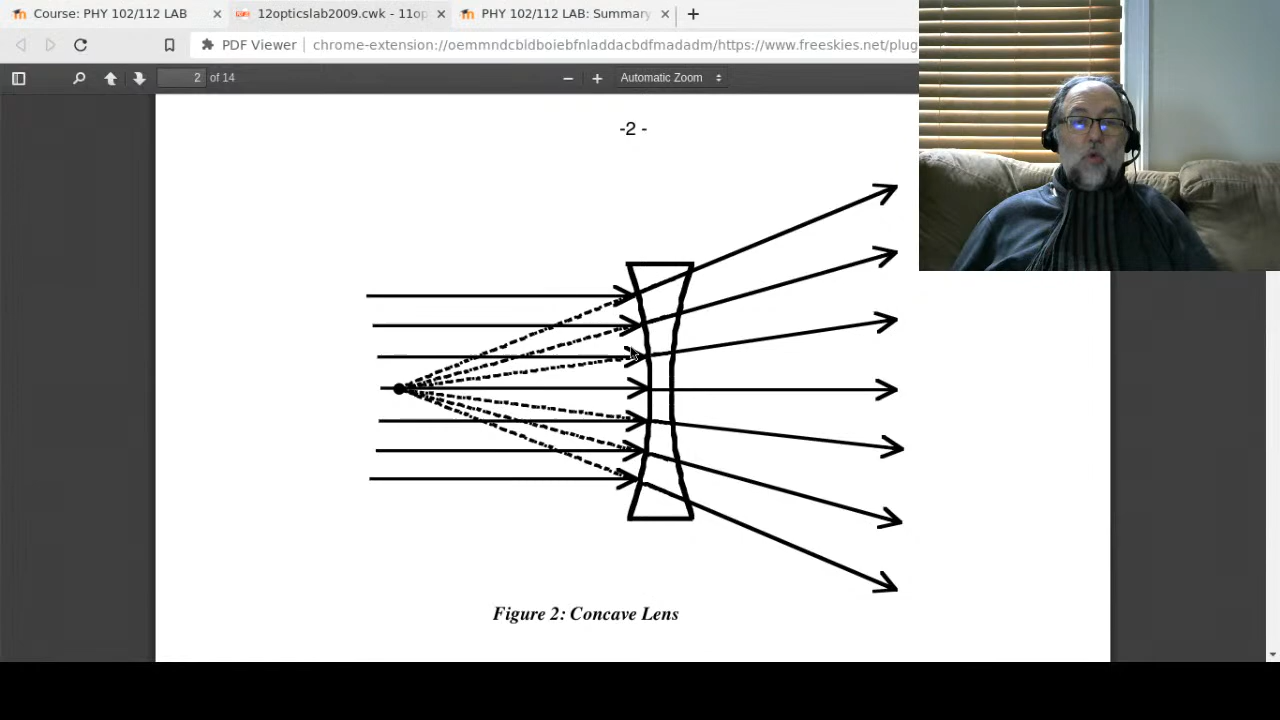 Course: PHY 102/112 LAB
12opticslab2009.cwk - 11op
PHY 102/112 LAB: Summary
PDF Viewer
chrome-extension://oemmndcbldboiebfnladdacbdfmadadm/https://www.freeskies.net/plug
2 of 14
Automatic Zoom
-2 -
Figure 2: Concave Lens